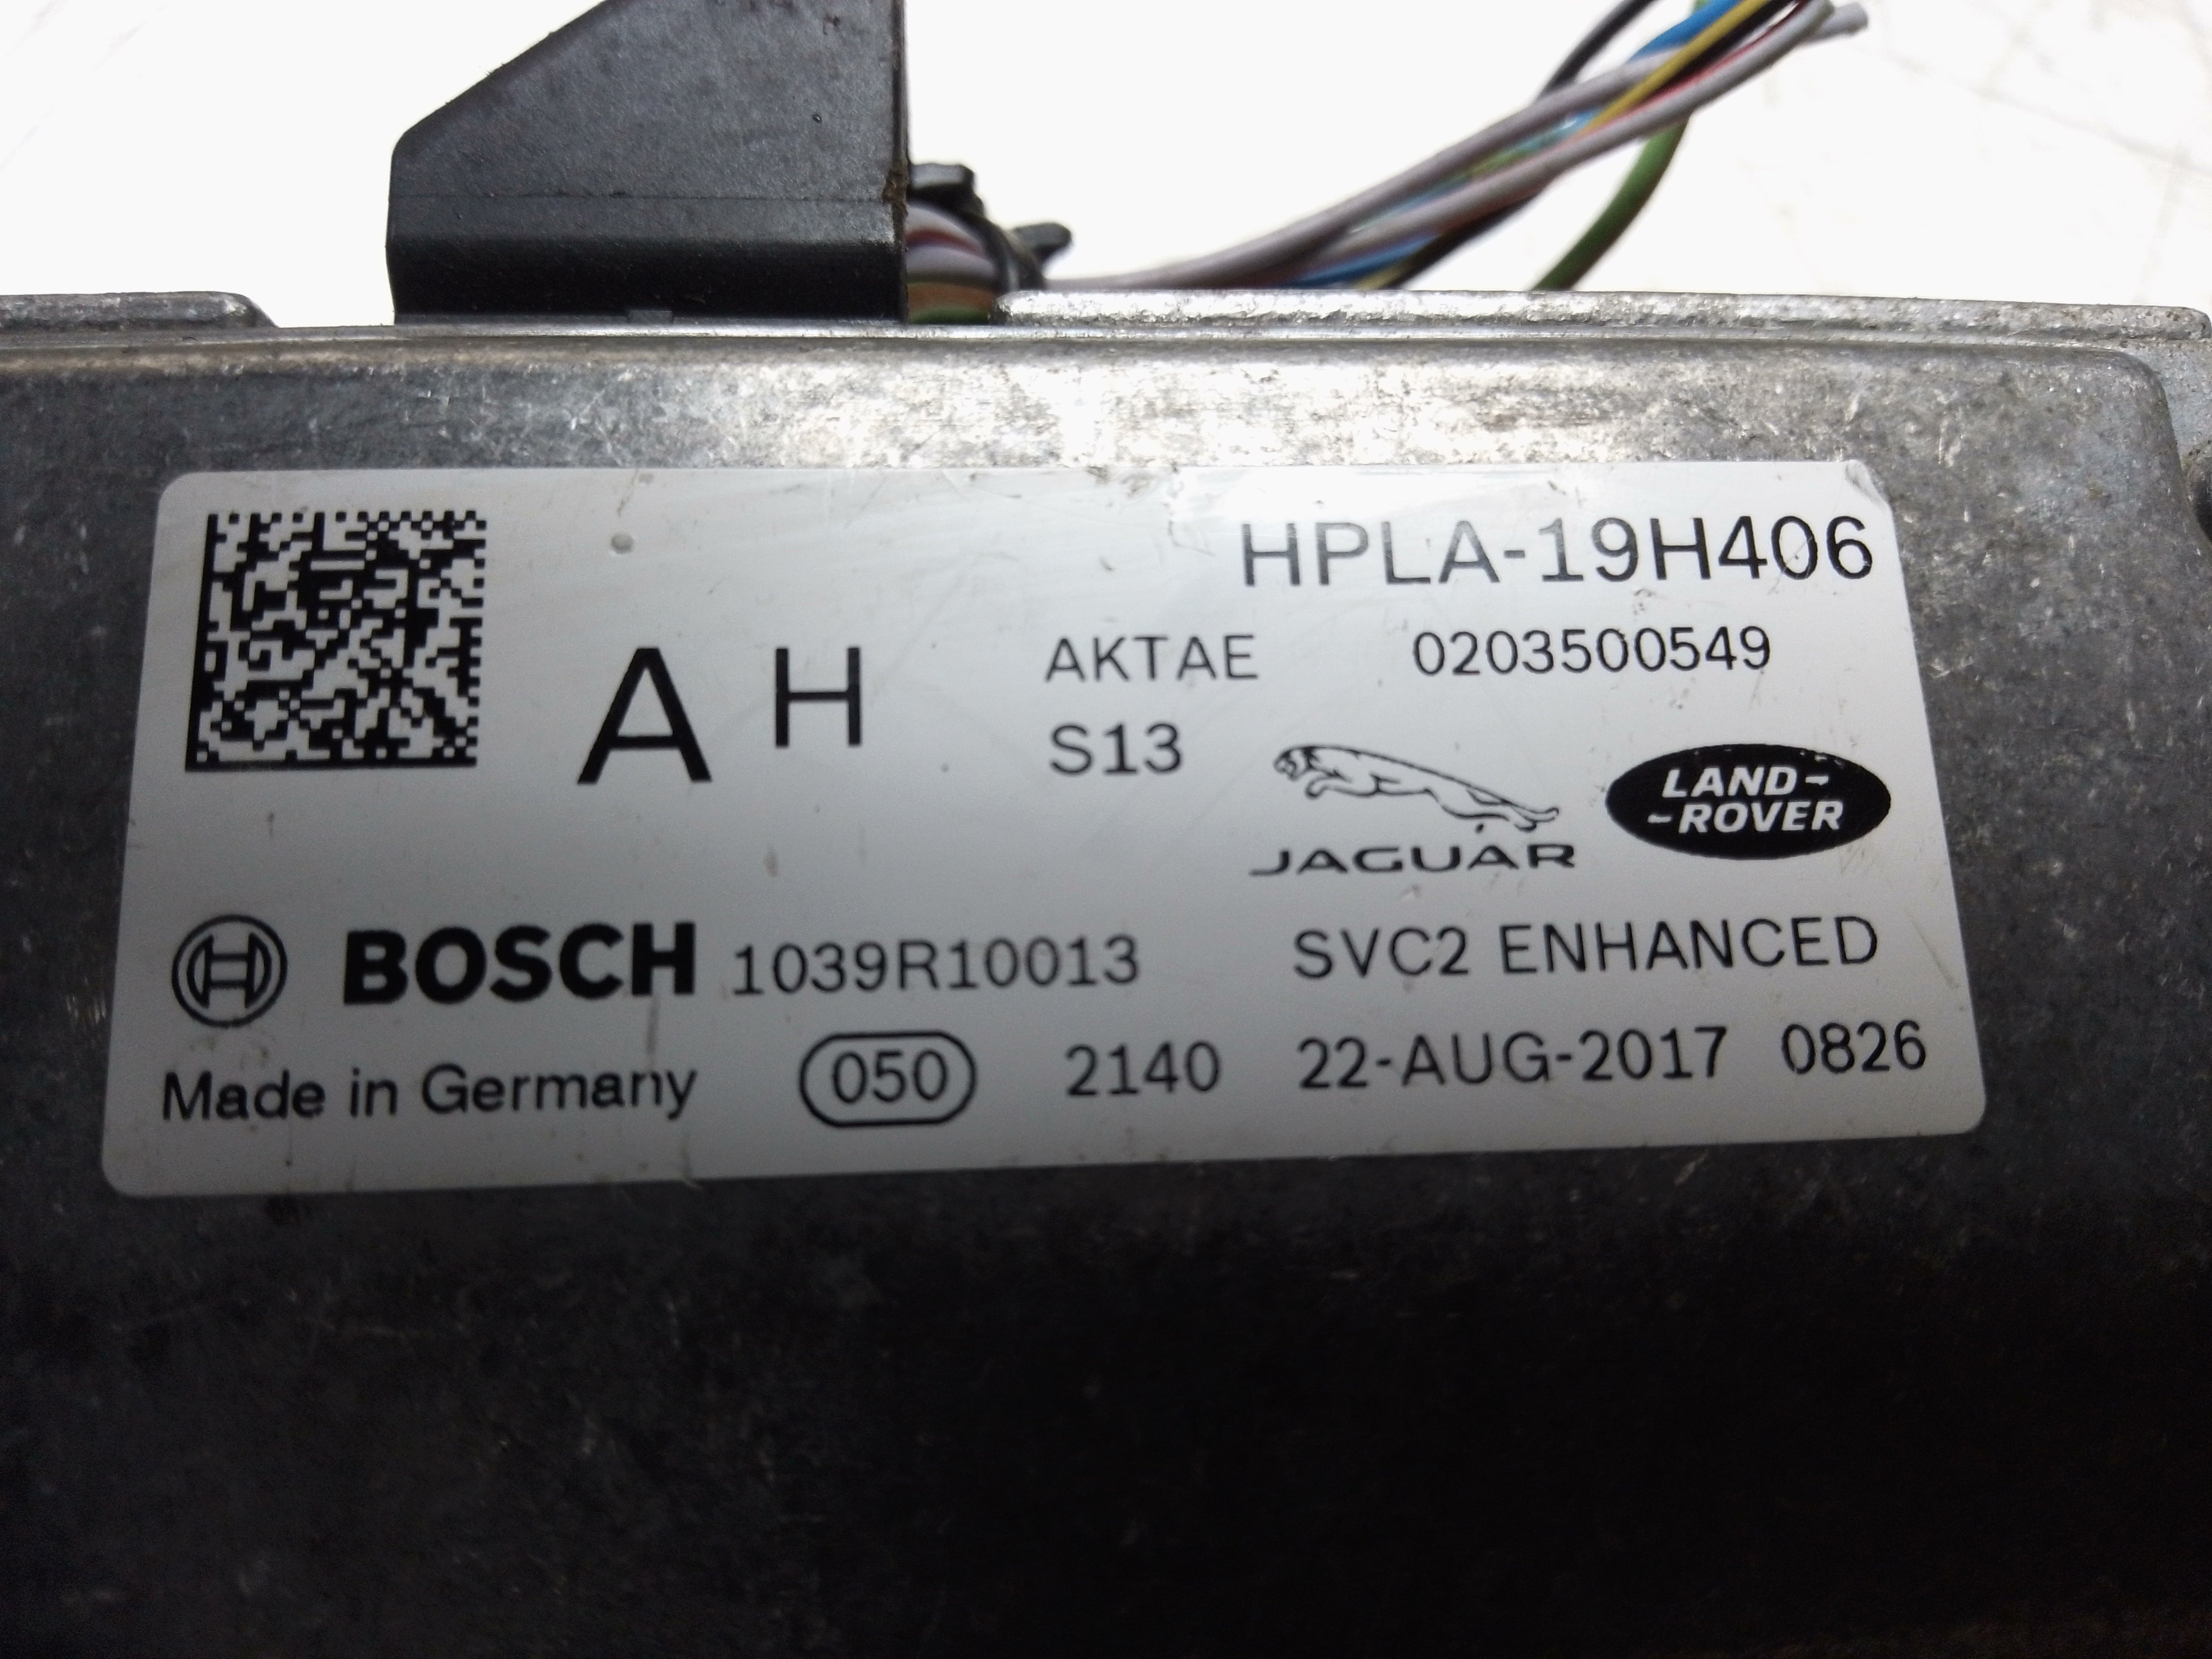 HPLA-19H406
AKTAE 0203500549
A H S13
JAGUAR
LAND-
-ROVER
BOSCH 1039R10013 SVC2 ENHANCED
Made in Germany 050 2140 22-AUG-2017 0826